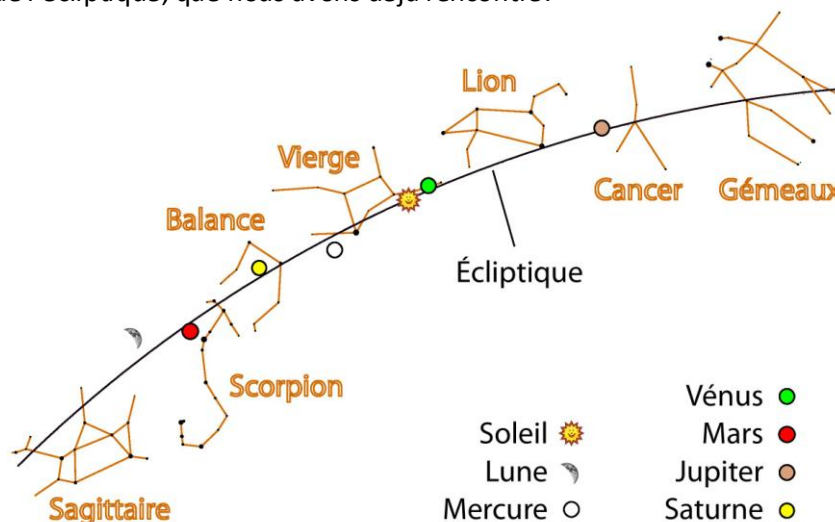 Lion
Vierge
Cancer
Gémeaux
Balance
Écliptique
Scorpion
Sagittaire
Soleil
Lune
Mercure
Vénus
Mars
Jupiter
Saturne